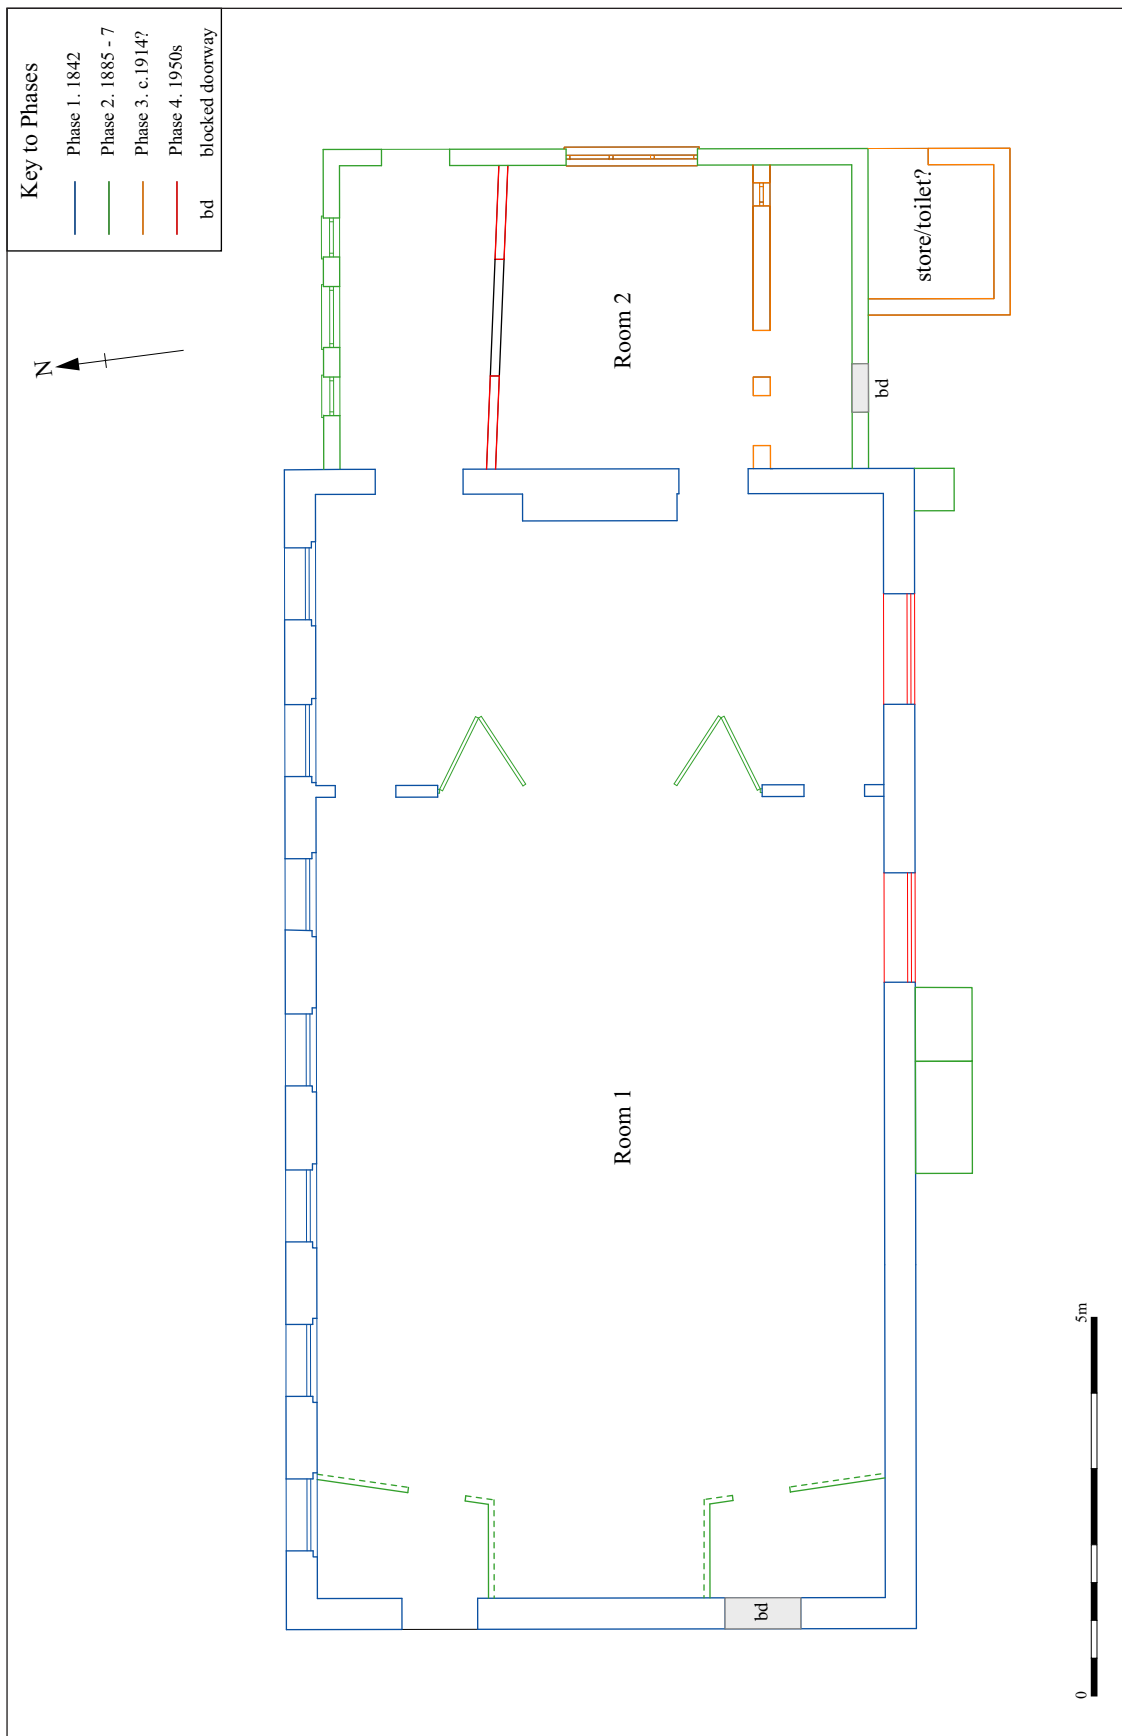 Key to Phases
Phase 1. 1842
Phase 2. 1885 - 7
Phase 3. c.1914?
Phase 4. 1950s
bd blocked doorway
N
store/toilet?
Room 2
bd
Room 1
bd
0 5m